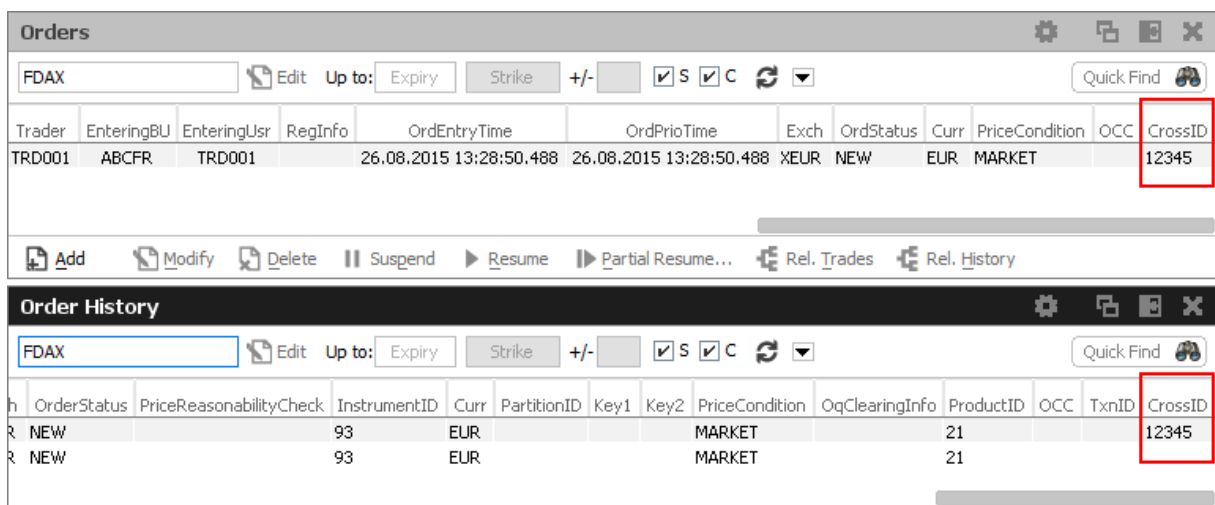 Orders
FDAX Edit Up to: Expiry Strike +/- S C Quick Find
Trader EnteringBU EnteringUsr RegInfo OrdEntryTime OrdPrioTime Exch OrdStatus Curr PriceCondition OCC CrossID
TRD001 ABCFR TRD001 26.08.2015 13:28:50.488 26.08.2015 13:28:50.488 XEUR NEW EUR MARKET 12345
Add Modify Delete Suspend Resume Partial Resume... Rel. Trades Rel. History
Order History
FDAX Edit Up to: Expiry Strike +/- S C Quick Find
h OrderStatus PriceReasonabilityCheck InstrumentID Curr PartitionID Key1 Key2 PriceCondition OqClearingInfo ProductID OCC TxnID CrossID
R NEW 93 EUR MARKET 21 12345
R NEW 93 EUR MARKET 21